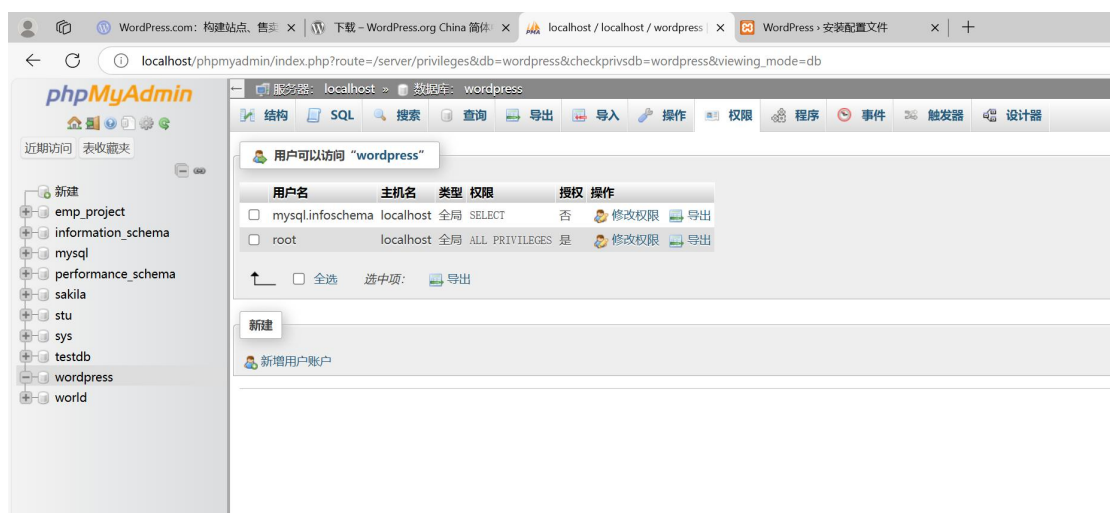 WordPress.com: 构建站点、售卖 下载 – WordPress.org China 简体 localhost / localhost / wordpress | WordPress › 安装配置文件
localhost/phpmyadmin/index.php?route=/server/privileges&db=wordpress&checkprivsdb=wordpress&viewing_mode=db
phpMyAdmin
近期访问 表收藏夹
新建
emp_project
information_schema
mysql
performance_schema
sakila
stu
sys
testdb
wordpress
world
服务器: localhost » 数据库: wordpress
结构 SQL 搜索 查询 导出 导入 操作 权限 程序 事件 触发器 设计器
用户可以访问 “wordpress”
用户名 主机名 类型 权限 授权 操作
mysql.infoschema localhost 全局 SELECT 否 修改权限 导出
root localhost 全局 ALL PRIVILEGES 是 修改权限 导出
全选 选中项: 导出
新建
新增用户账户